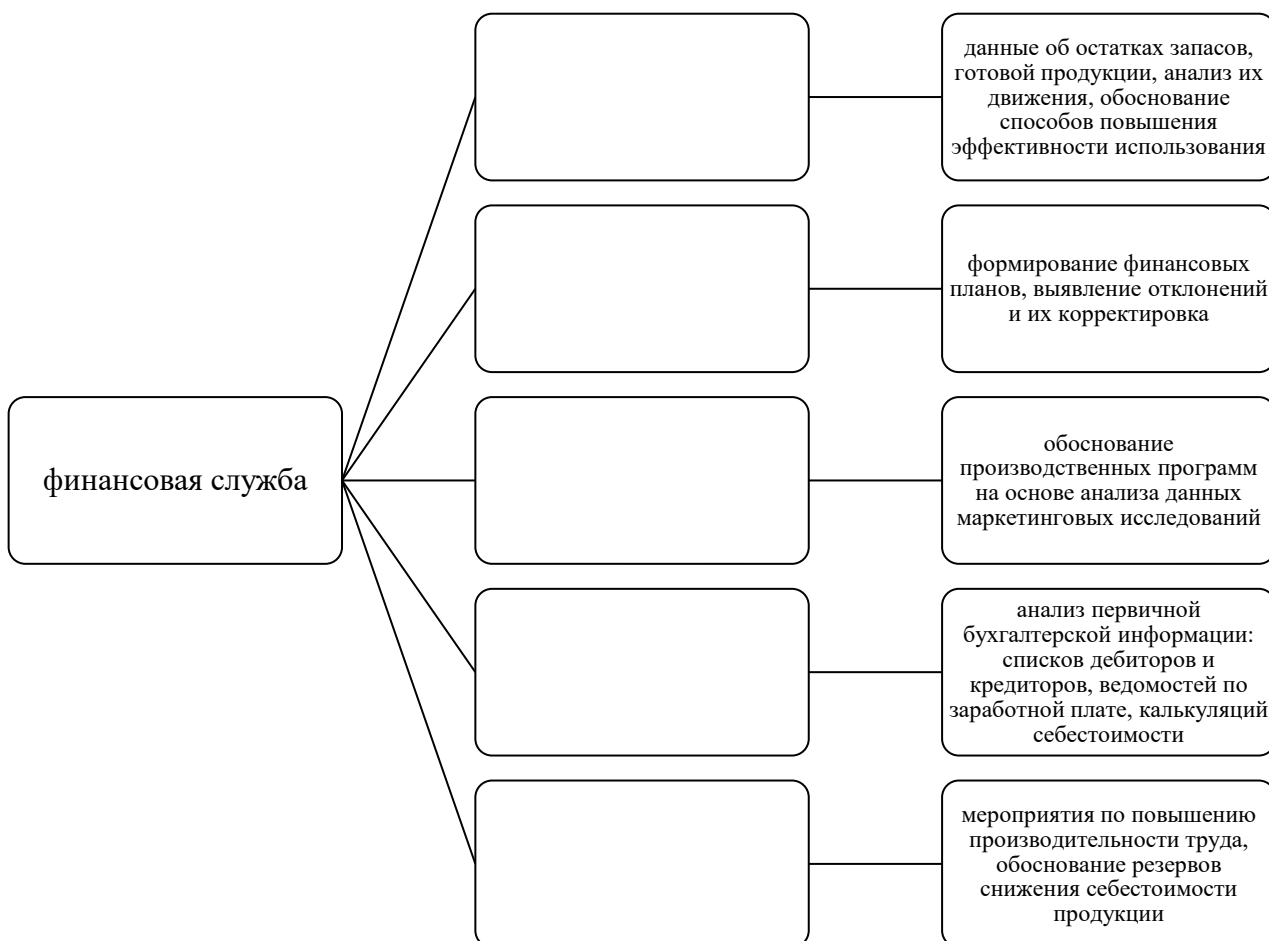 данные об остатках запасов,
готовой продукции, анализ их
движения, обоснование
способов повышения
эффективности использования
формирование финансовых
планов, выявление отклонений
и их корректировка
финансовая служба
обоснование
производственных программ
на основе анализа данных
маркетинговых исследований
анализ первичной
бухгалтерской информации:
списков дебиторов и
кредиторов, ведомостей по
заработной плате, калькуляций
себестоимости
мероприятия по повышению
производительности труда,
обоснование резервов
снижения себестоимости
продукции